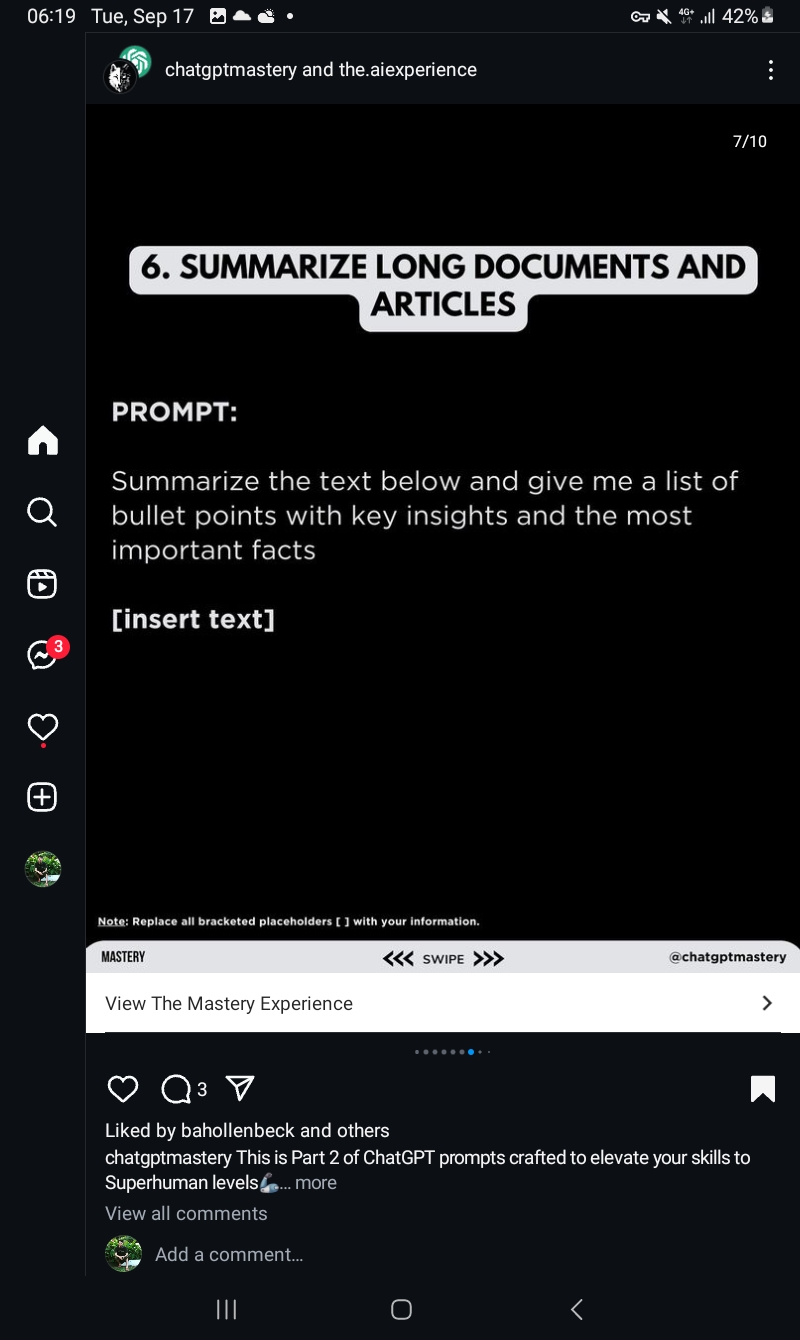 06:19 Tue, Sep 17
4G+ 42%
chatgptmastery and the.aiexperience
7/10
6. SUMMARIZE LONG DOCUMENTS AND
ARTICLES
PROMPT:
Summarize the text below and give me a list of
bullet points with key insights and the most
important facts
[insert text]
3
Note: Replace all bracketed placeholders [ ] with your information.
MASTERY <<< SWIPE >>> @chatgptmastery
View The Mastery Experience
3
Liked by bahollenbeck and others
chatgptmastery This is Part 2 of ChatGPT prompts crafted to elevate your skills to
Superhuman levels🦾... more
View all comments
Add a comment...